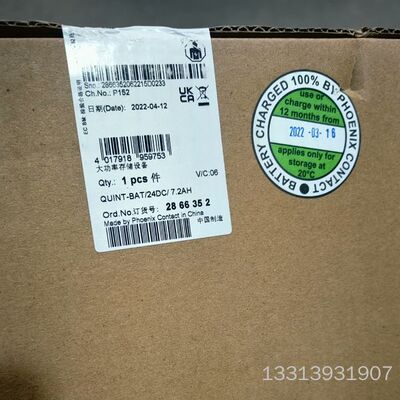 Sno.: 2866352062215D0233
Ch.No.: P152
日期(Date): 2022-04-12
UK
CA
4 017918 959753
大功率存储设备
Qty.: 1 pcs 件
V/C:06
QUINT-BAT/24DC/ 7.2AH
Ord.No.订货号: 28 66 35 2
Made by Phoenix Contact in China
中国制造
BATTERY CHARGED 100% BY PHOENIX CONTACT
use or
charge within
12 months from
2022 -03- 16
applies only for
storage at
20°C
13313931907